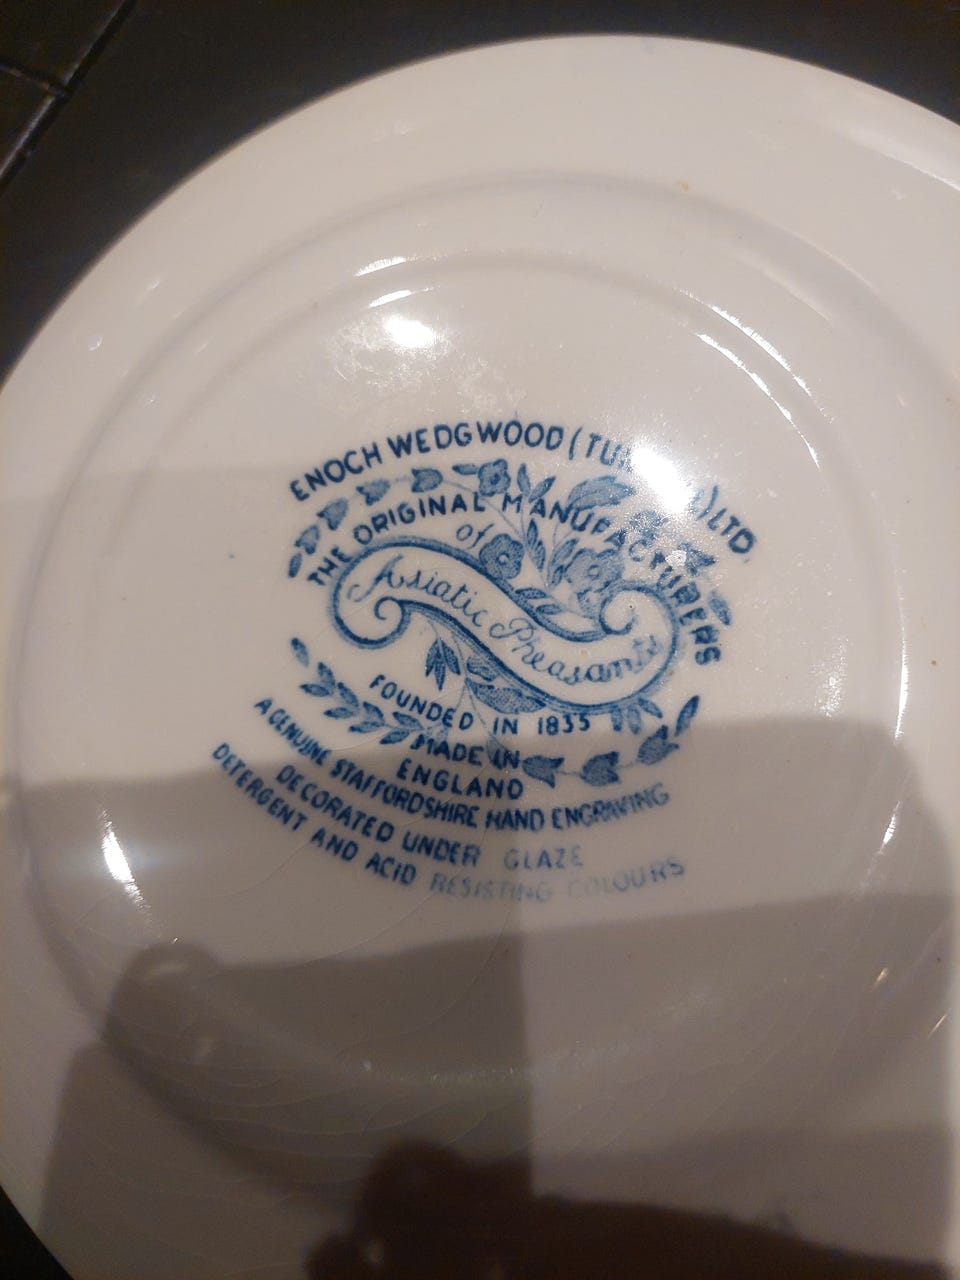 ENOCH WEDGWOOD ( ) LTD.
THE ORIGINAL MANUFACTURERS
of
Asiatic Pheasants
FOUNDED IN 1835
MADE IN
ENGLAND
A GENUINE STAFFORDSHIRE HAND ENGRAVING
DECORATED UNDER GLAZE
DETERGENT AND ACID RESISTING COLOURS